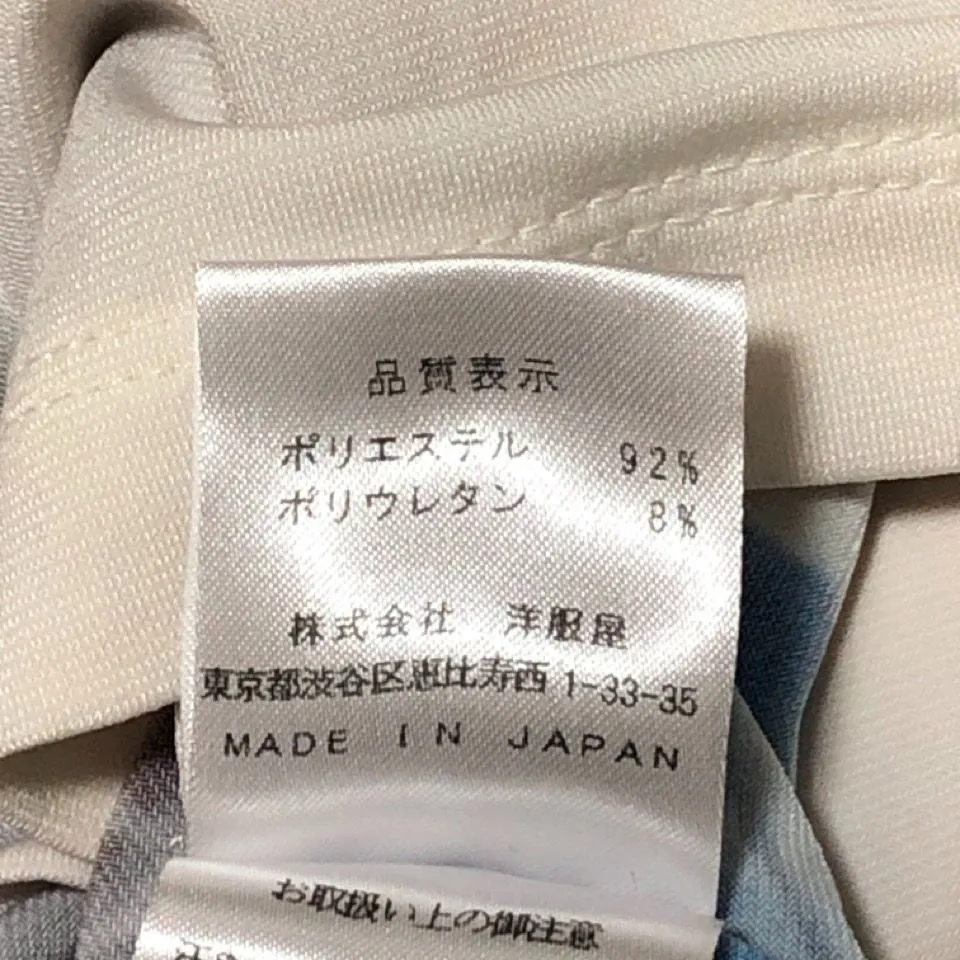 品質表示
ポリエステル 92%
ポリウレタン 8%
株式会社 洋服屋
東京都渋谷区恵比寿西1-33-35
MADE IN JAPAN
お取扱い上の御注意